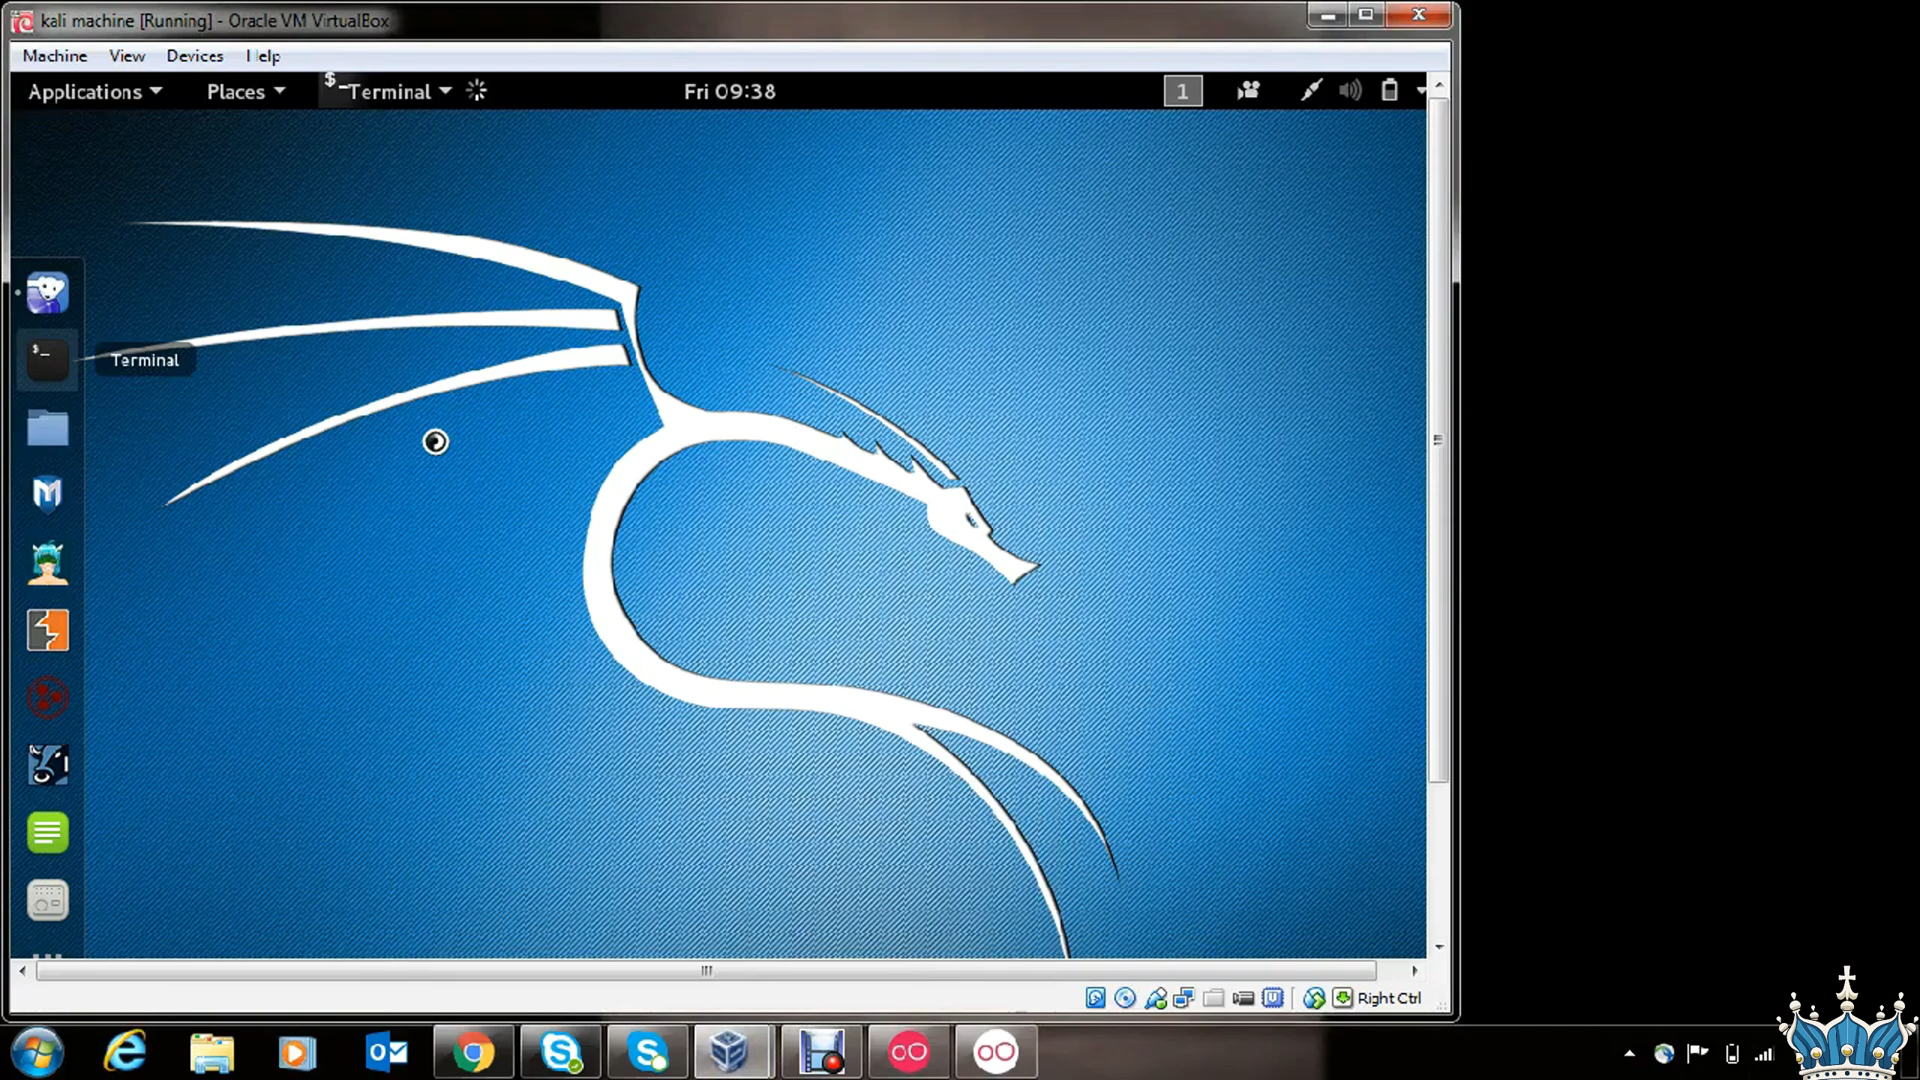 kali machine [Running] - Oracle VM VirtualBox
Machine View Devices Help
Applications Places Terminal Fri 09:38 1
Terminal
Right Ctrl